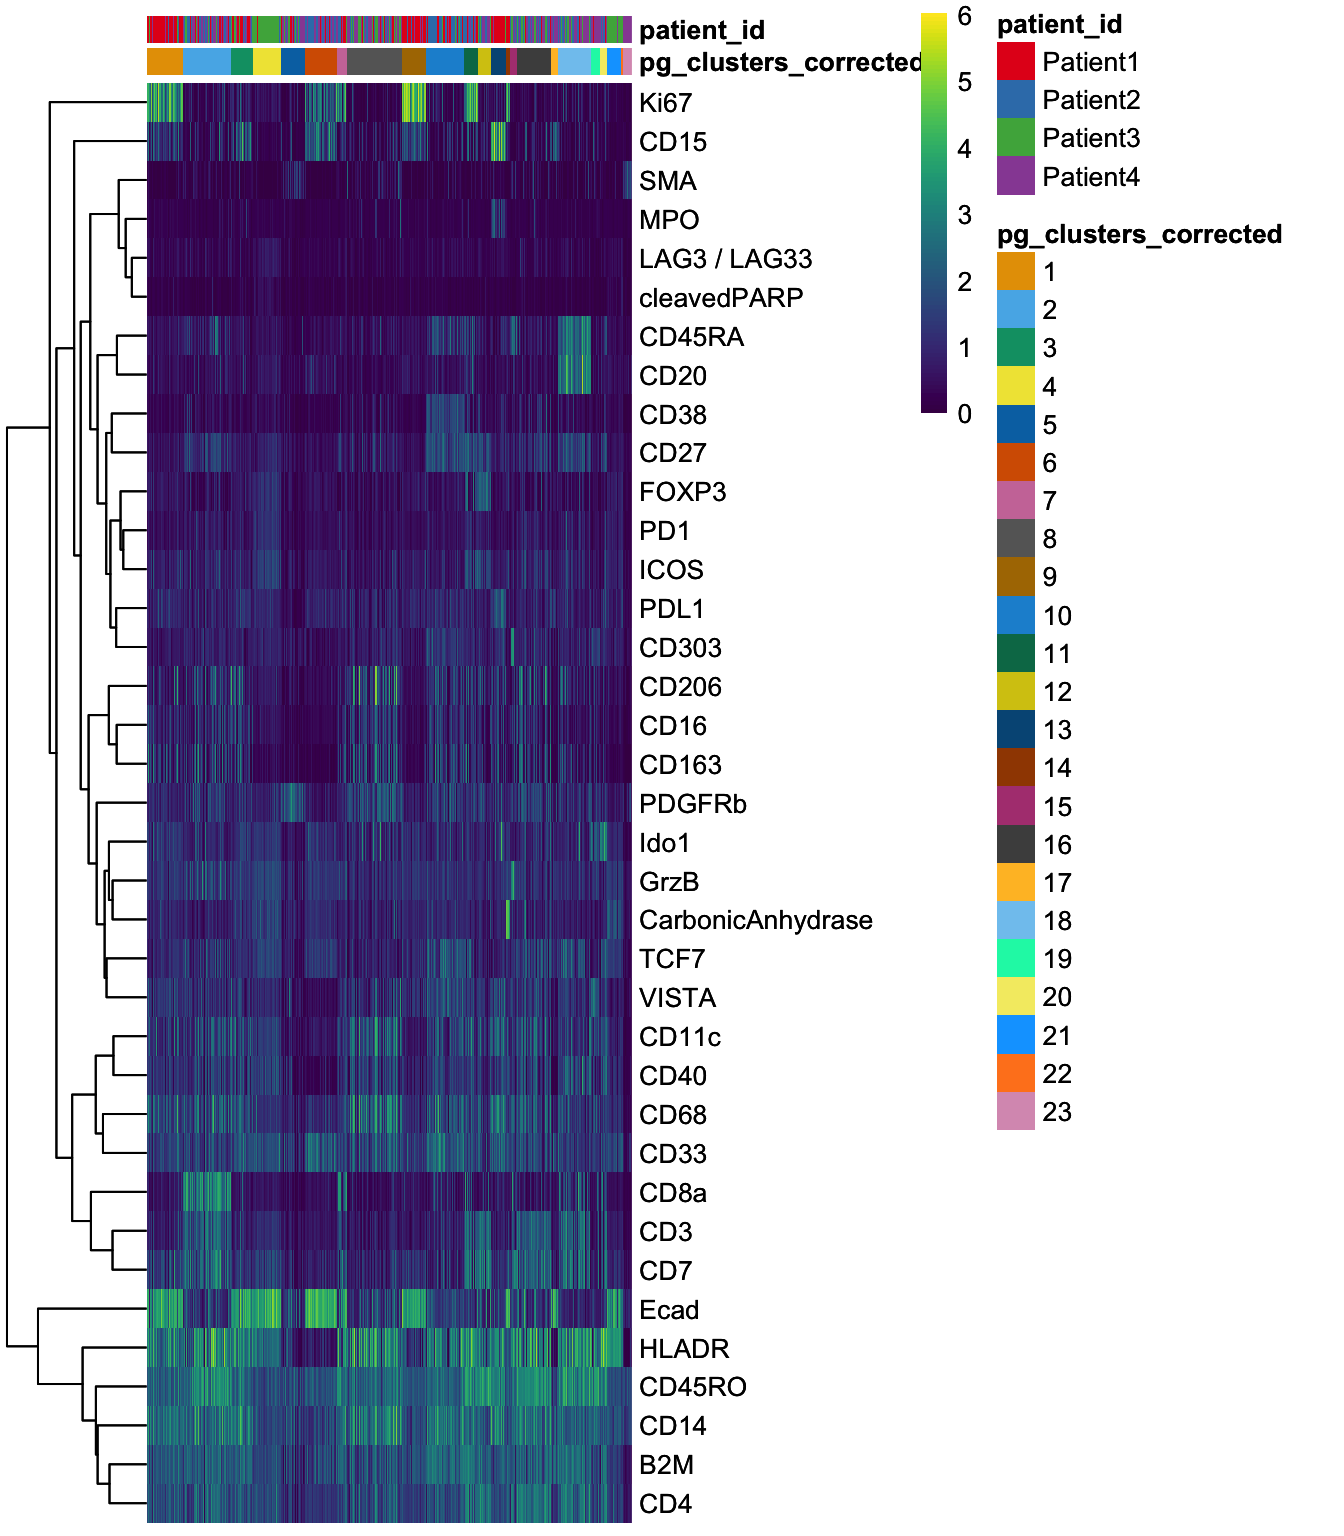 patient_id
pg_clusters_corrected
Ki67
CD15
SMA
MPO
LAG3 / LAG33
cleavedPARP
CD45RA
CD20
CD38
CD27
FOXP3
PD1
ICOS
PDL1
CD303
CD206
CD16
CD163
PDGFRb
Ido1
GrzB
CarbonicAnhydrase
TCF7
VISTA
CD11c
CD40
CD68
CD33
CD8a
CD3
CD7
Ecad
HLADR
CD45RO
CD14
B2M
CD4
6
5
4
3
2
1
0
patient_id
Patient1
Patient2
Patient3
Patient4
pg_clusters_corrected
1
2
3
4
5
6
7
8
9
10
11
12
13
14
15
16
17
18
19
20
21
22
23